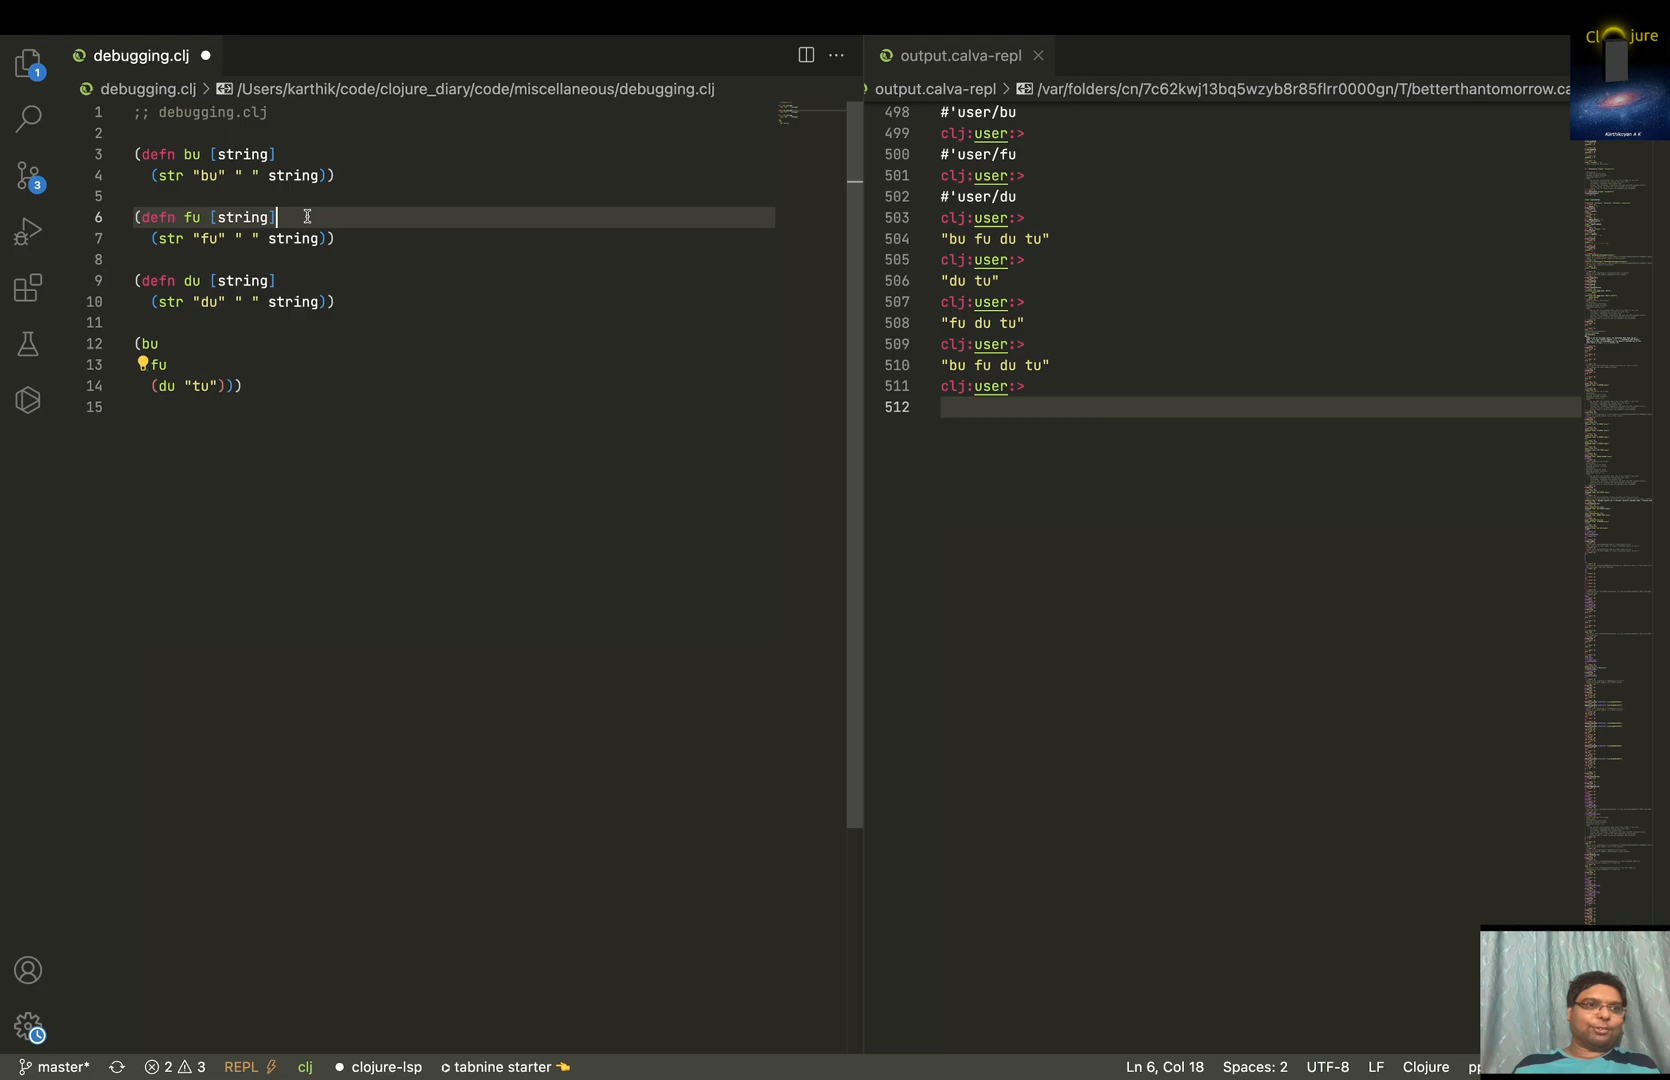 debugging.clj
output.calva-repl
Clojure
debugging.clj > /Users/karthik/code/clojure_diary/code/miscellaneous/debugging.clj
output.calva-repl > /var/folders/cn/7c62kwj13bq5wzyb8r85flrr0000gn/T/betterthantomorrow.ca
Karthikeyan A K
1
3
1 ;; debugging.clj
2
3 (defn bu [string]
4 (str "bu" " " string))
5
6 (defn fu [string]
7 (str "fu" " " string))
8
9 (defn du [string]
10 (str "du" " " string))
11
12 (bu
13 fu
14 (du "tu")))
15
498 #'user/bu
499 clj:user:>
500 #'user/fu
501 clj:user:>
502 #'user/du
503 clj:user:>
504 "bu fu du tu"
505 clj:user:>
506 "du tu"
507 clj:user:>
508 "fu du tu"
509 clj:user:>
510 "bu fu du tu"
511 clj:user:>
512
master* 2 3 REPL clj clojure-lsp tabnine starter
Ln 6, Col 18 Spaces: 2 UTF-8 LF Clojure